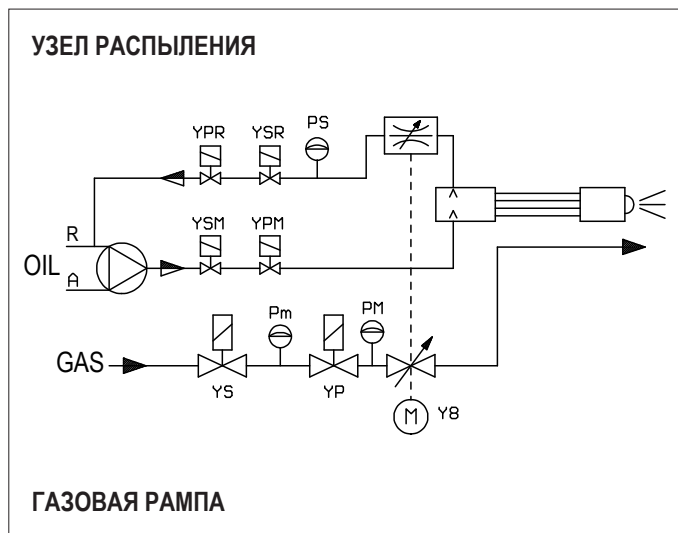 УЗЕЛ РАСПЫЛЕНИЯ
YPR YSR PS
R
YSM YPM
OIL
A
Pm PM
GAS
YS YP
M Y8
ГАЗОВАЯ РАМПА